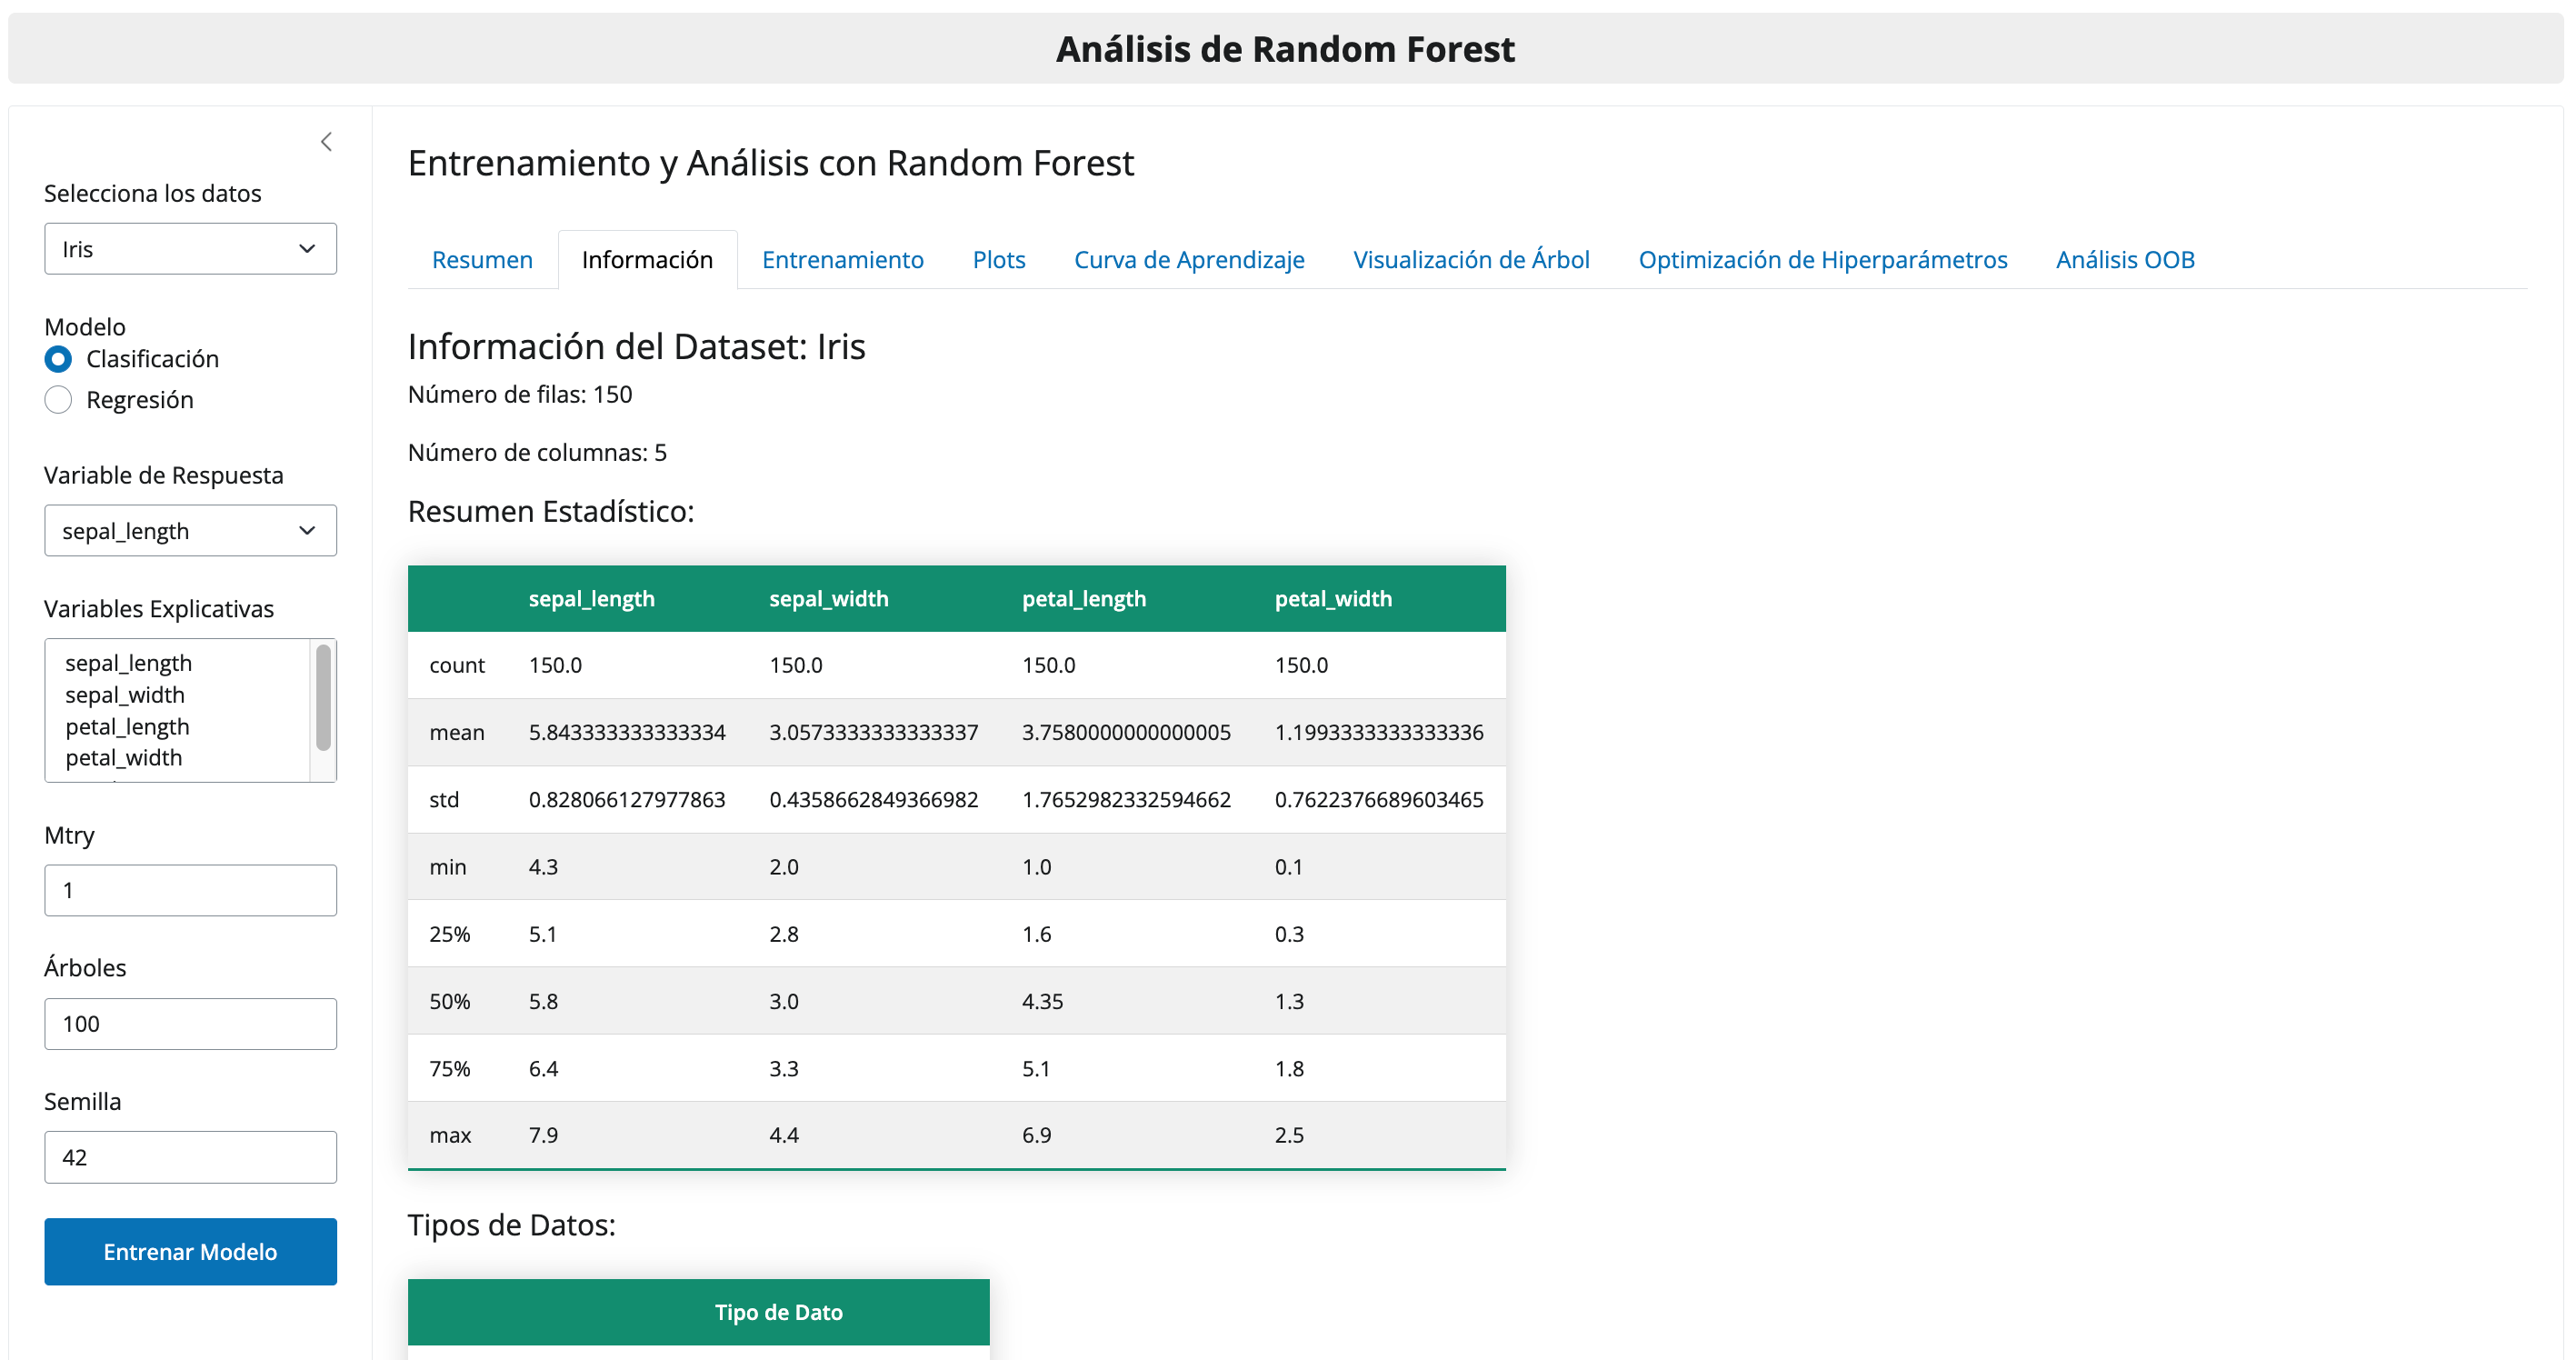 Análisis de Random Forest
Selecciona los datos
Iris
Modelo
Clasificación
Regresión
Variable de Respuesta
sepal_length
Variables Explicativas
sepal_length
sepal_width
petal_length
petal_width
Mtry
1
Árboles
100
Semilla
42
Entrenar Modelo
Entrenamiento y Análisis con Random Forest
Resumen Información Entrenamiento Plots Curva de Aprendizaje Visualización de Árbol Optimización de Hiperparámetros Análisis OOB
Información del Dataset: Iris
Número de filas: 150
Número de columnas: 5
Resumen Estadístico:
sepal_length sepal_width petal_length petal_width
count 150.0 150.0 150.0 150.0
mean 5.843333333333334 3.0573333333333337 3.7580000000000005 1.1993333333333336
std 0.828066127977863 0.4358662849366982 1.7652982332594662 0.7622376689603465
min 4.3 2.0 1.0 0.1
25% 5.1 2.8 1.6 0.3
50% 5.8 3.0 4.35 1.3
75% 6.4 3.3 5.1 1.8
max 7.9 4.4 6.9 2.5
Tipos de Datos:
Tipo de Dato